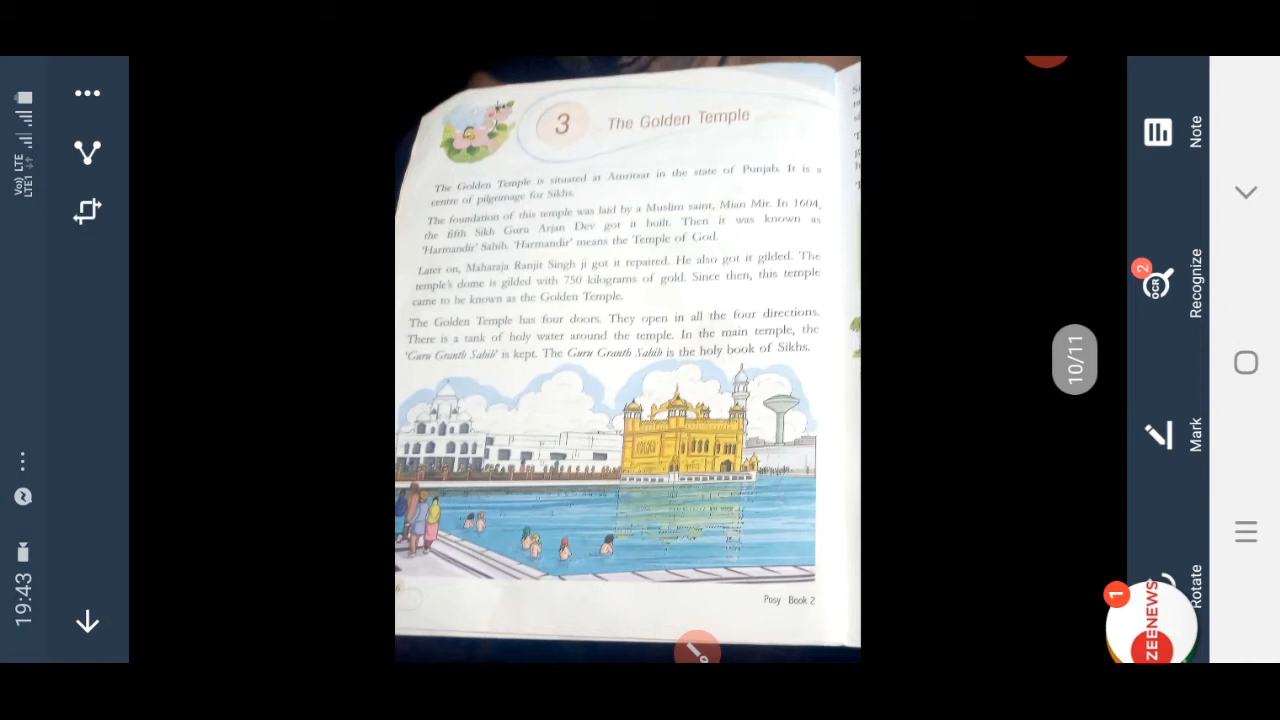 3
The Golden Temple
The Golden Temple is situated at Amritsar in the state of Punjab. It is a
centre of pilgrimage for Sikhs.
The foundation of this temple was laid by a Muslim saint, Mian Mir. In 1604,
the fifth Sikh Guru Arjan Dev got it built. Then it was known as
'Harmandir' Sahib. 'Harmandir' means the Temple of God.
Later on, Maharaja Ranjit Singh ji got it repaired. He also got it gilded. The
temple's dome is gilded with 750 kilograms of gold. Since then, this temple
came to be known as the Golden Temple.
The Golden Temple has four doors. They open in all the four directions.
There is a tank of holy water around the temple. In the main temple, the
'Guru Granth Sahib' is kept. The Guru Granth Sahib is the holy book of Sikhs.
6
Posy Book 2
19:43
Vo) LTE
LTE1
10/11
Note
2
OCR
Recognize
Mark
Rotate
1
ZEENEWS